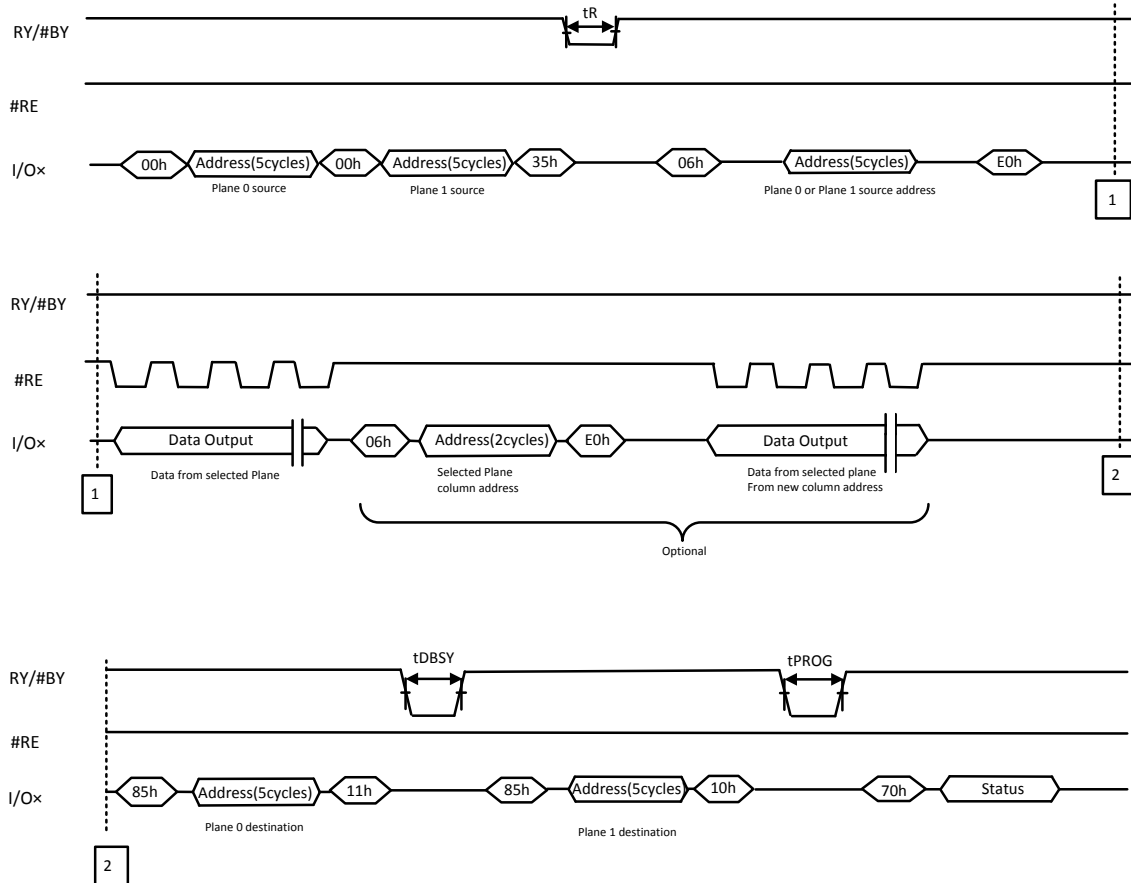 tR
RY/#BY
#RE
I/O×
00h Address(5cycles) 00h Address(5cycles) 35h 06h Address(5cycles) E0h
Plane 0 source Plane 1 source Plane 0 or Plane 1 source address
1
RY/#BY
#RE
I/O×
Data Output 06h Address(2cycles) E0h Data Output
Data from selected Plane Selected Plane Data from selected plane
column address From new column address
1 2
Optional
tDBSY tPROG
RY/#BY
#RE
I/O×
85h Address(5cycles) 11h 85h Address(5cycles) 10h 70h Status
Plane 0 destination Plane 1 destination
2